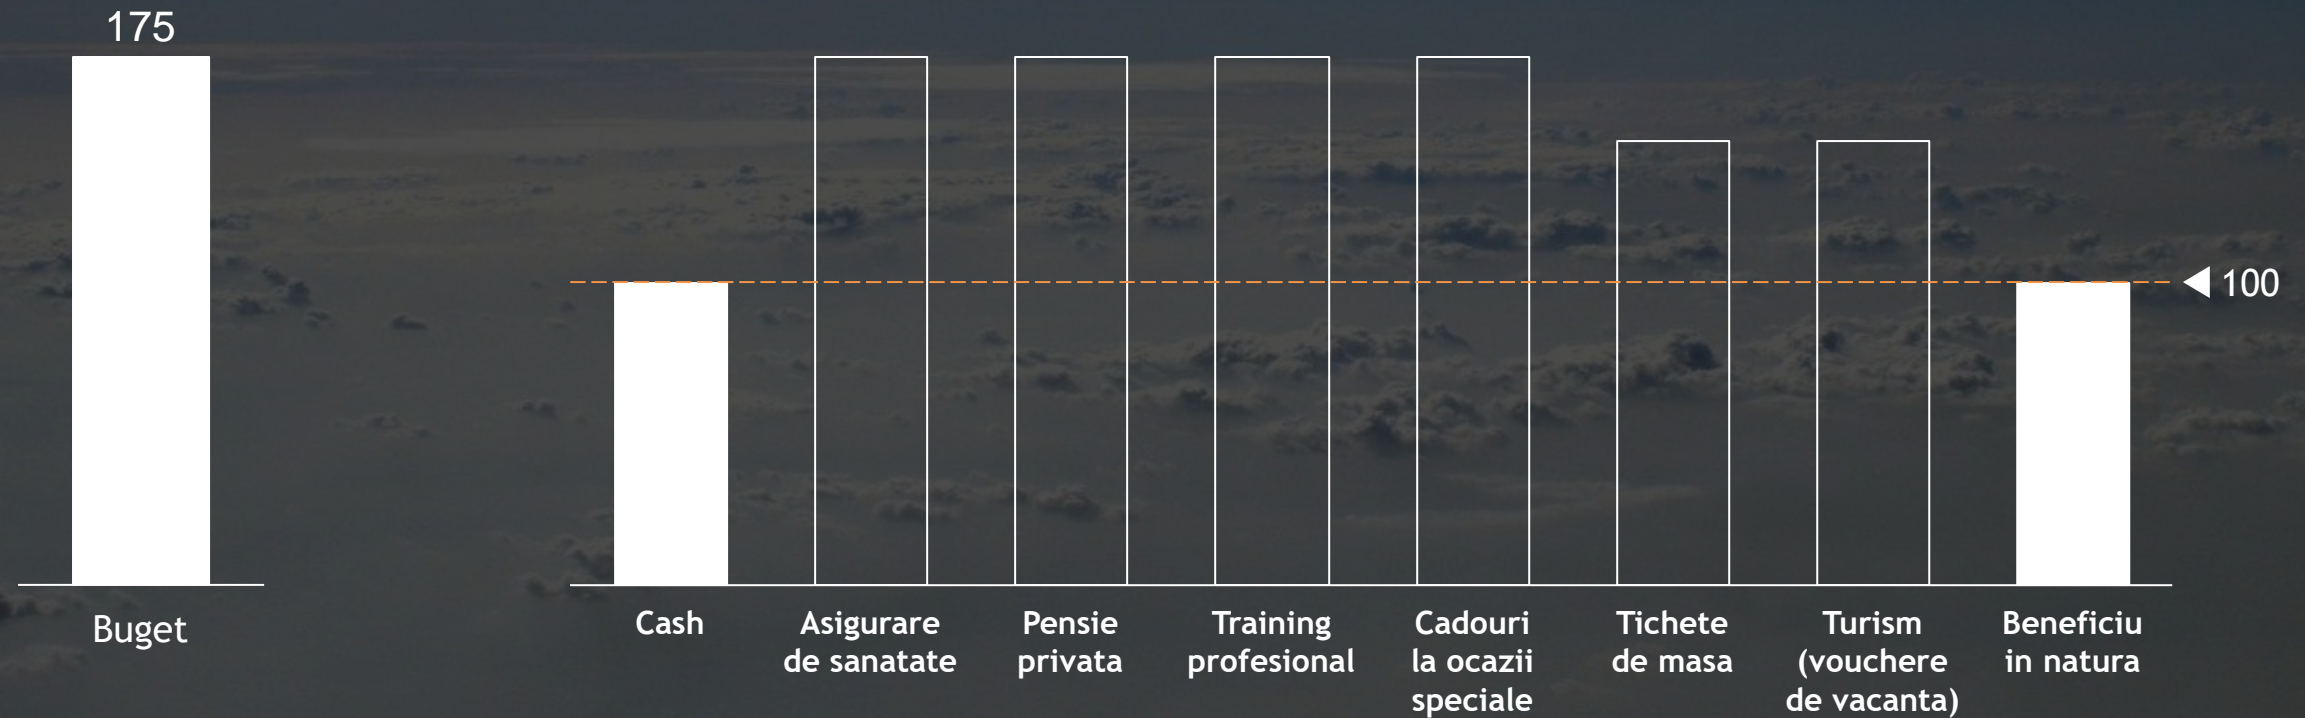 175
100
Buget
Cash
Asigurare
de sanatate
Pensie
privata
Training
profesional
Cadouri
la ocazii
speciale
Tichete
de masa
Turism
(vouchere
de vacanta)
Beneficiu
in natura